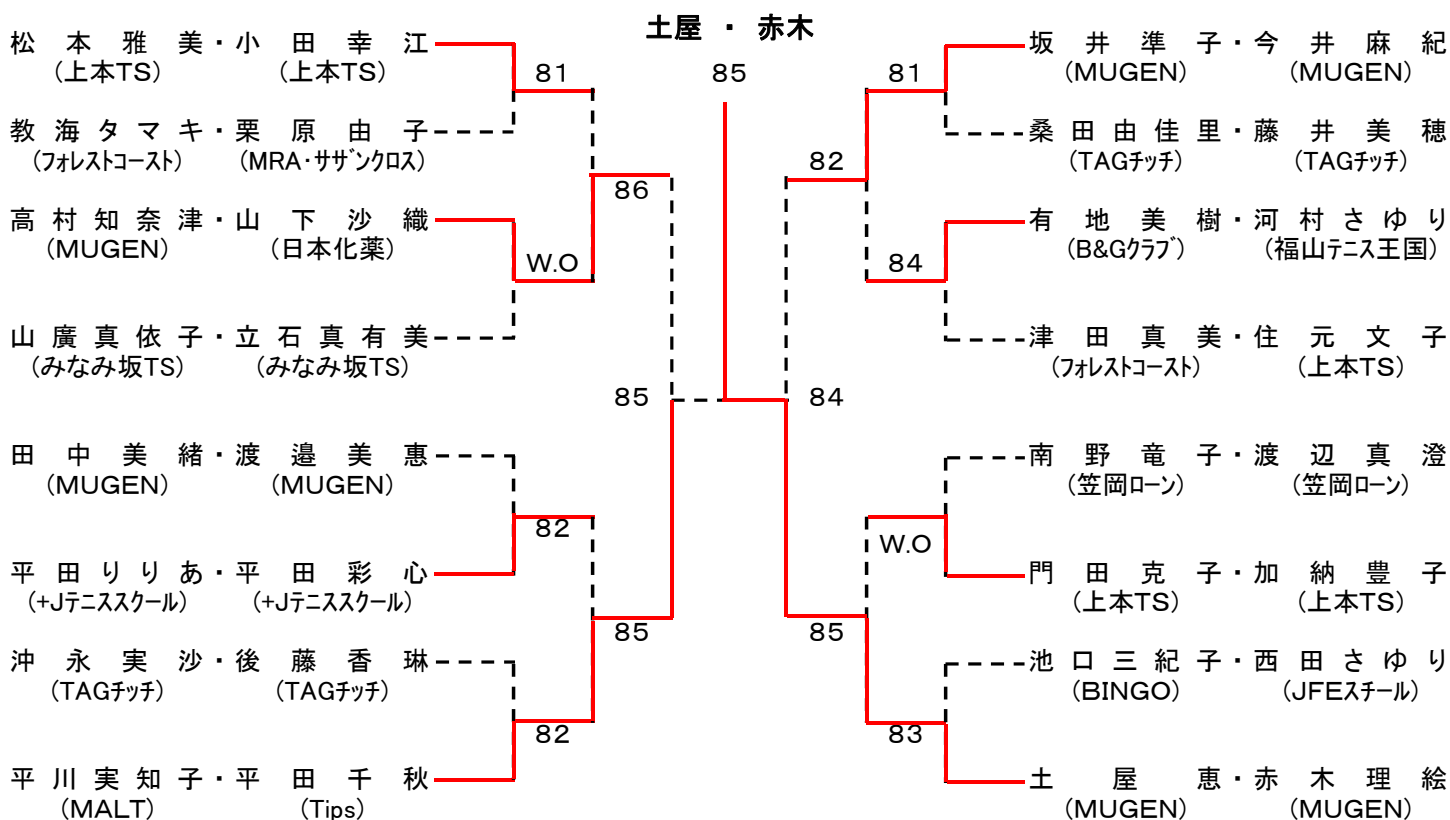 土屋 ・ 赤木
85
松本雅美・小田幸江
(上本TS) (上本TS)
81
教海タマキ・栗原由子
(フォレストコースト) (MRA・サザンクロス)
86
高村知奈津・山下沙織
(MUGEN) (日本化薬)
W.O
山廣真依子・立石真有美
(みなみ坂TS) (みなみ坂TS)
85
田中美緒・渡邉美惠
(MUGEN) (MUGEN)
82
平田りりあ・平田彩心
(+Jテニススクール) (+Jテニススクール)
85
沖永実沙・後藤香琳
(TAGチッチ) (TAGチッチ)
82
平川実知子・平田千秋
(MALT) (Tips)
坂井準子・今井麻紀
(MUGEN) (MUGEN)
81
桑田由佳里・藤井美穂
(TAGチッチ) (TAGチッチ)
82
有地美樹・河村さゆり
(B&Gクラブ) (福山テニス王国)
84
津田真美・住元文子
(フォレストコースト) (上本TS)
84
南野竜子・渡辺真澄
(笠岡ローン) (笠岡ローン)
W.O
門田克子・加納豊子
(上本TS) (上本TS)
85
池口三紀子・西田さゆり
(BINGO) (JFEスチール)
83
土屋恵・赤木理絵
(MUGEN) (MUGEN)